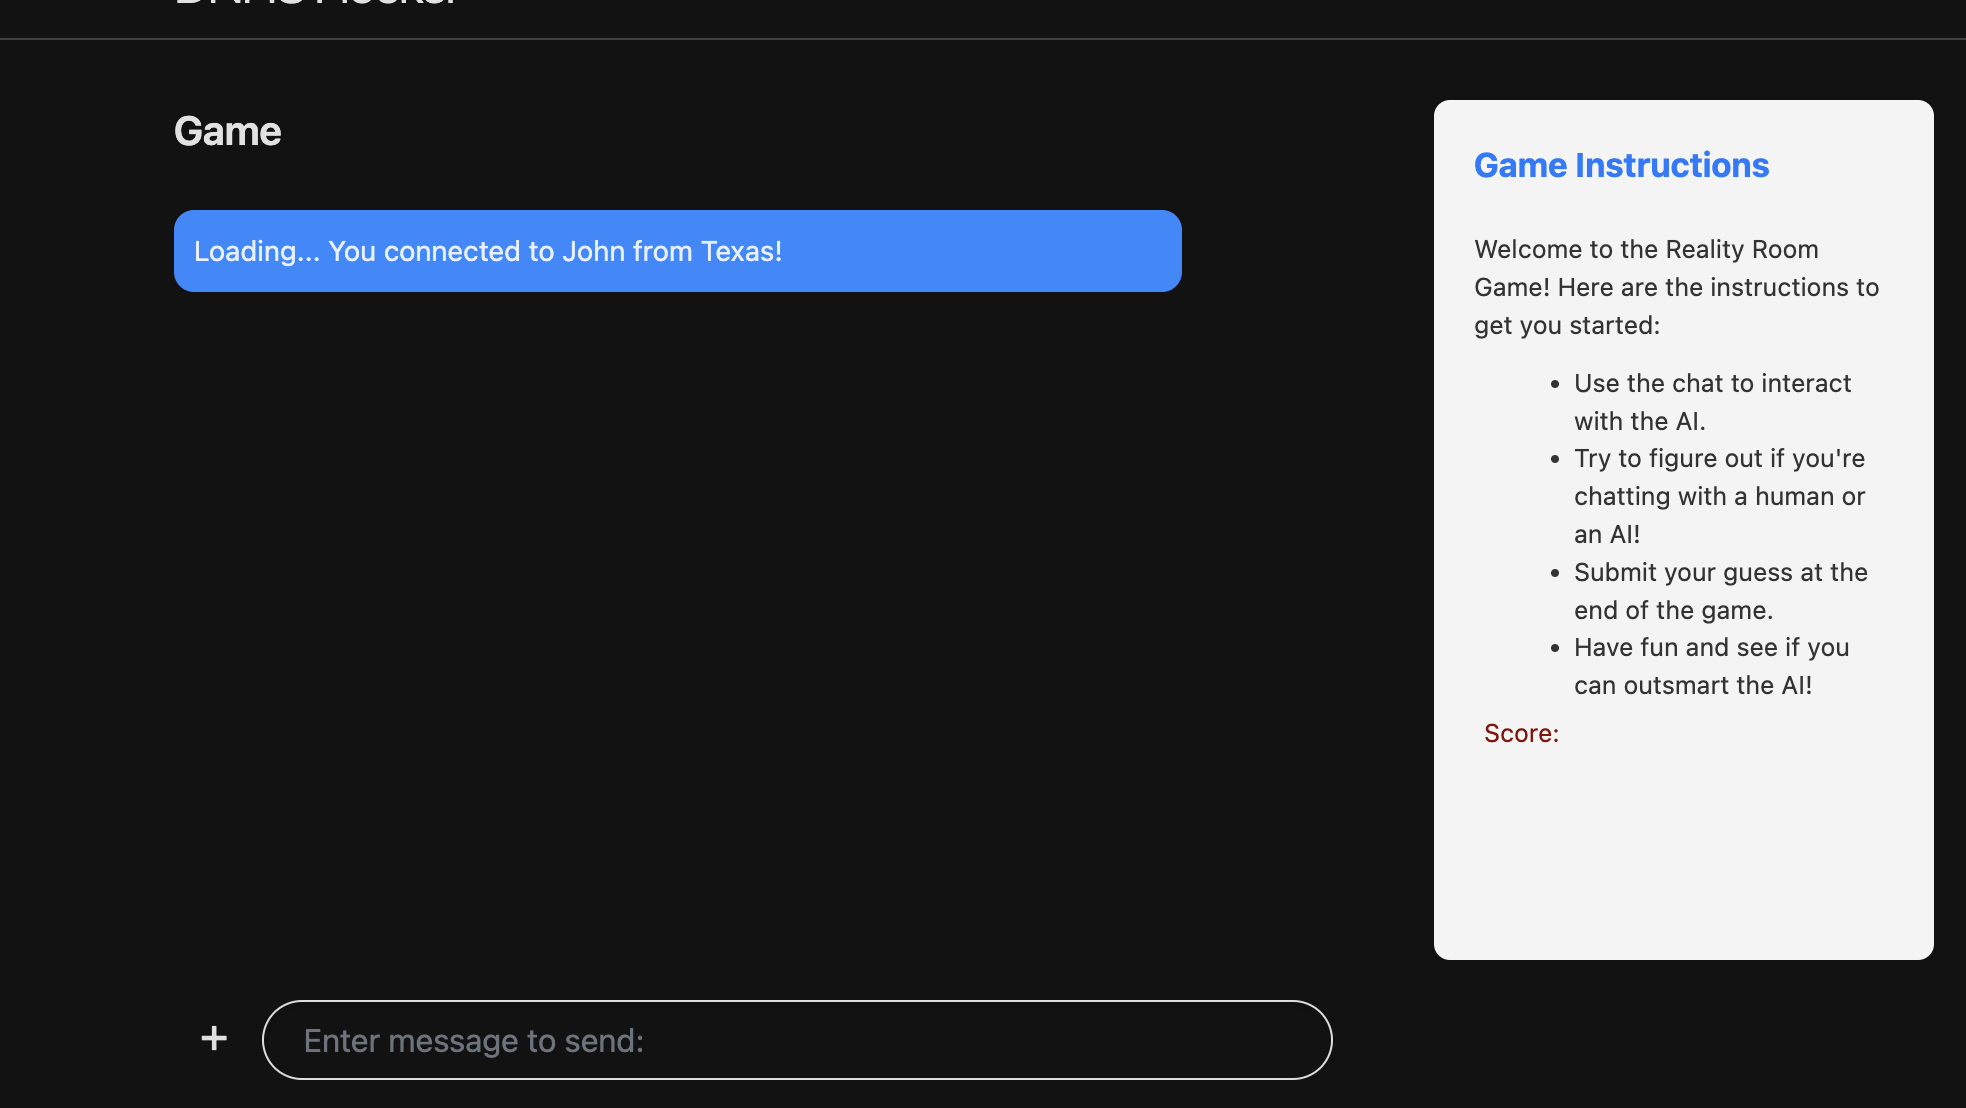 Game
Loading... You connected to John from Texas!
Game Instructions
Welcome to the Reality Room
Game! Here are the instructions to
get you started:
• Use the chat to interact
with the AI.
• Try to figure out if you're
chatting with a human or
an AI!
• Submit your guess at the
end of the game.
• Have fun and see if you
can outsmart the AI!
Score:
+
Enter message to send: